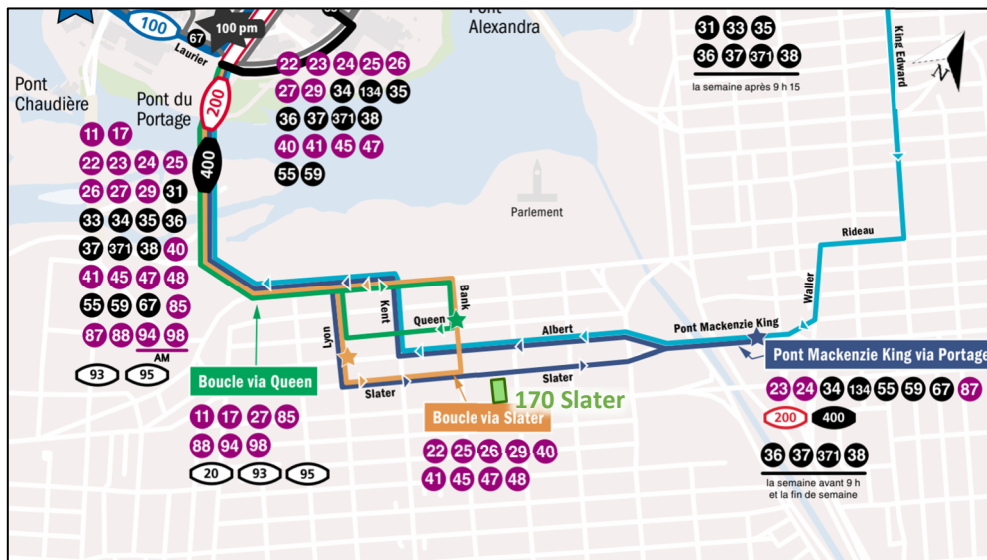 100
67
100 pm
Laurier
Pont
Alexandra
31 33 35
36 37 371 38
la semaine après 9 h 15
King Edward
N
Pont
Chaudière
Pont du
Portage
200
400
22 23 24 25 26
27 29 34 134 35
36 37 371 38
40 41 45 47
55 59
11 17
22 23 24 25
26 27 29 31
33 34 35 36
37 371 38 40
41 45 47 48
55 59 67 85
87 88 94 98
AM
93 95
Parlement
Rideau
Waller
Bank
Kent
Queen
Lyon
Albert
Pont Mackenzie King
Slater
Slater
170 Slater
Boucle via Queen
11 17 27 85
88 94 98
20 93 95
Boucle via Slater
22 25 26 29 40
41 45 47 48
Pont Mackenzie King via Portage
23 24 34 134 55 59 67 87
200 400
36 37 371 38
la semaine avant 9 h
et la fin de semaine